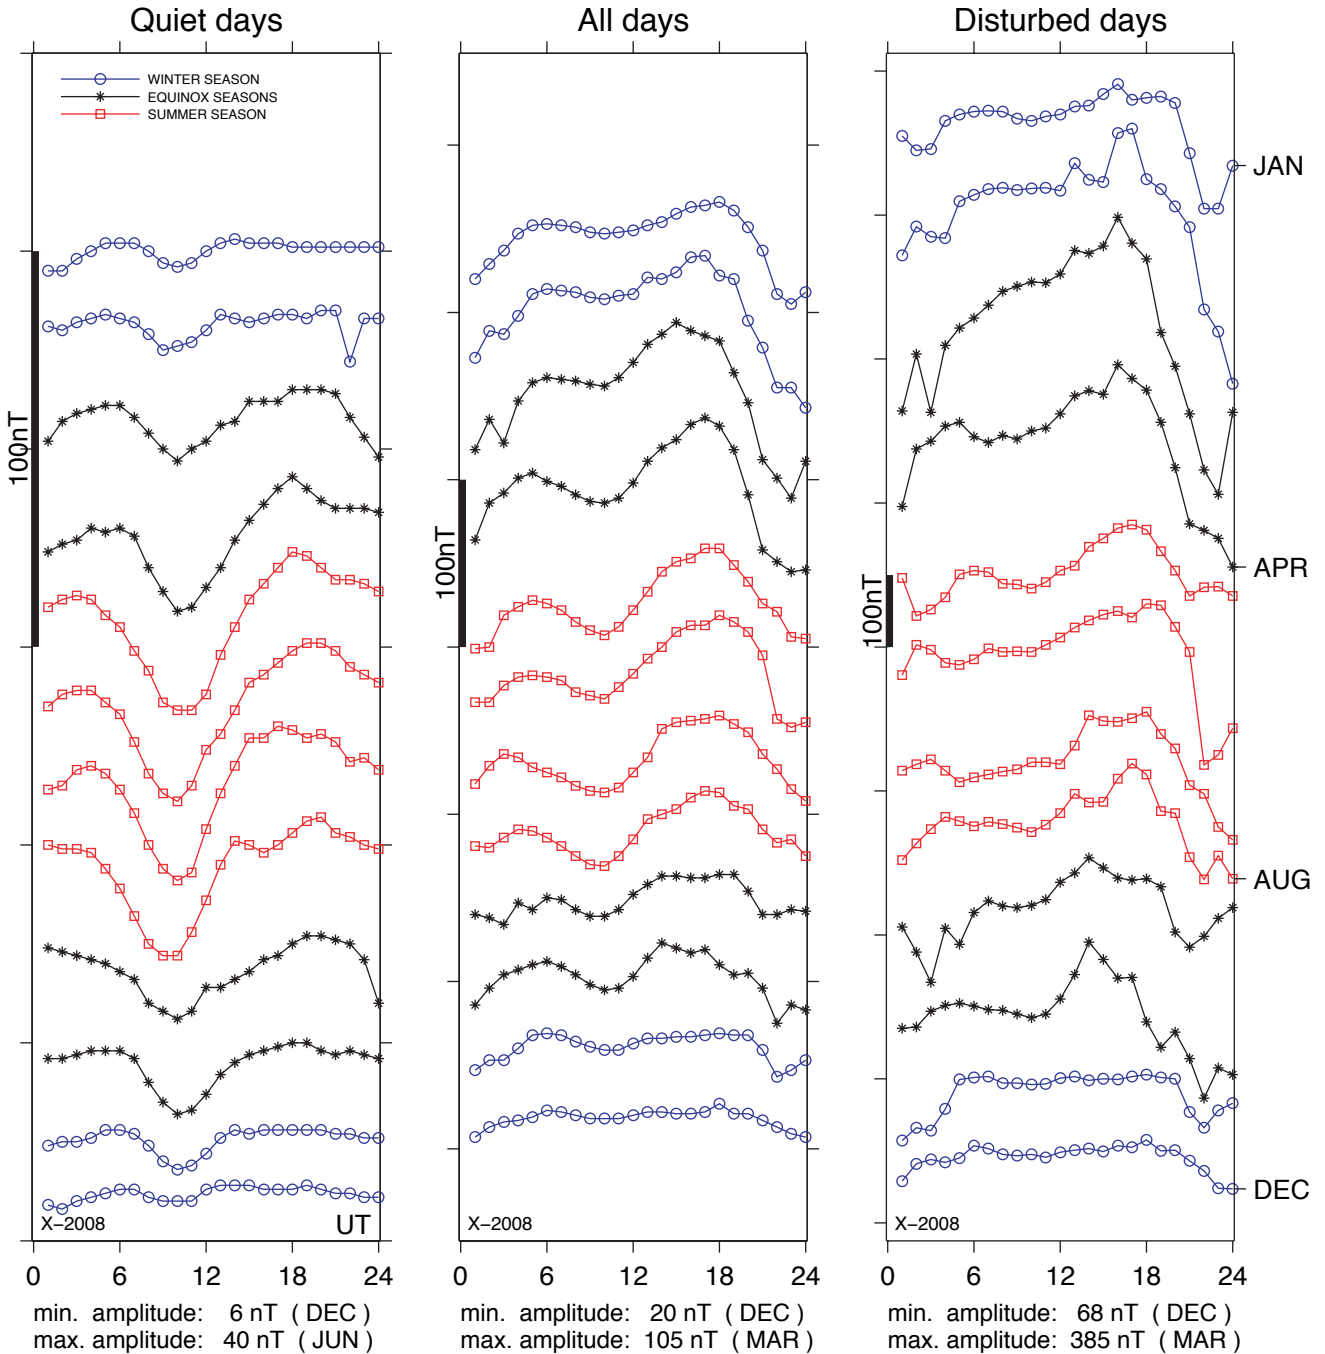 Quiet days
All days
Disturbed days
WINTER SEASON
EQUINOX SEASONS
SUMMER SEASON
JAN
100nT
100nT
100nT
APR
AUG
DEC
X–2008
UT
X–2008
X–2008
0 6 12 18 24
0 6 12 18 24
0 6 12 18 24
min. amplitude: 6 nT ( DEC )
max. amplitude: 40 nT ( JUN )
min. amplitude: 20 nT ( DEC )
max. amplitude: 105 nT ( MAR )
min. amplitude: 68 nT ( DEC )
max. amplitude: 385 nT ( MAR )